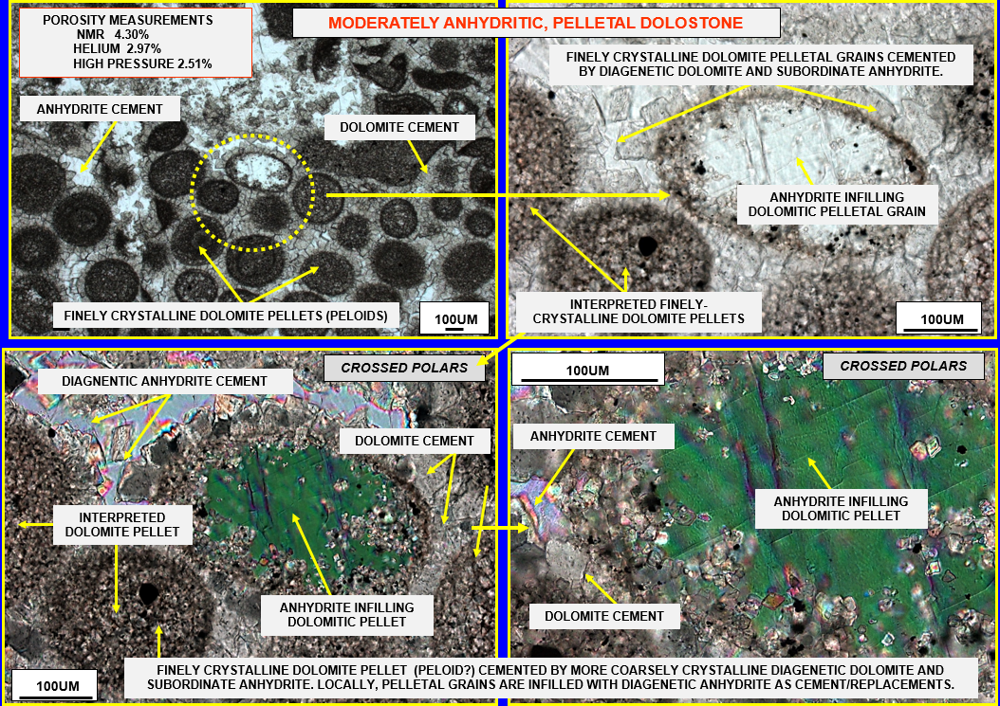 POROSITY MEASUREMENTS
NMR 4.30%
HELIUM 2.97%
HIGH PRESSURE 2.51%
MODERATELY ANHYDRITIC, PELLETAL DOLOSTONE
ANHYDRITE CEMENT
DOLOMITE CEMENT
FINELY CRYSTALLINE DOLOMITE PELLETS (PELOIDS)
100UM
FINELY CRYSTALLINE DOLOMITE PELLETAL GRAINS CEMENTED
BY DIAGENETIC DOLOMITE AND SUBORDINATE ANHYDRITE.
ANHYDRITE INFILLING
DOLOMITIC PELLETAL GRAIN
INTERPRETED FINELY-
CRYSTALLINE DOLOMITE PELLETS
100UM
CROSSED POLARS
DIAGNENTIC ANHYDRITE CEMENT
DOLOMITE CEMENT
INTERPRETED
DOLOMITE PELLET
ANHYDRITE INFILLING
DOLOMITIC PELLET
100UM
100UM
CROSSED POLARS
ANHYDRITE CEMENT
ANHYDRITE INFILLING
DOLOMITIC PELLET
DOLOMITE CEMENT
FINELY CRYSTALLINE DOLOMITE PELLET (PELOID?) CEMENTED BY MORE COARSELY CRYSTALLINE DIAGENETIC DOLOMITE AND
SUBORDINATE ANHYDRITE. LOCALLY, PELLETAL GRAINS ARE INFILLED WITH DIAGENETIC ANHYDRITE AS CEMENT/REPLACEMENTS.